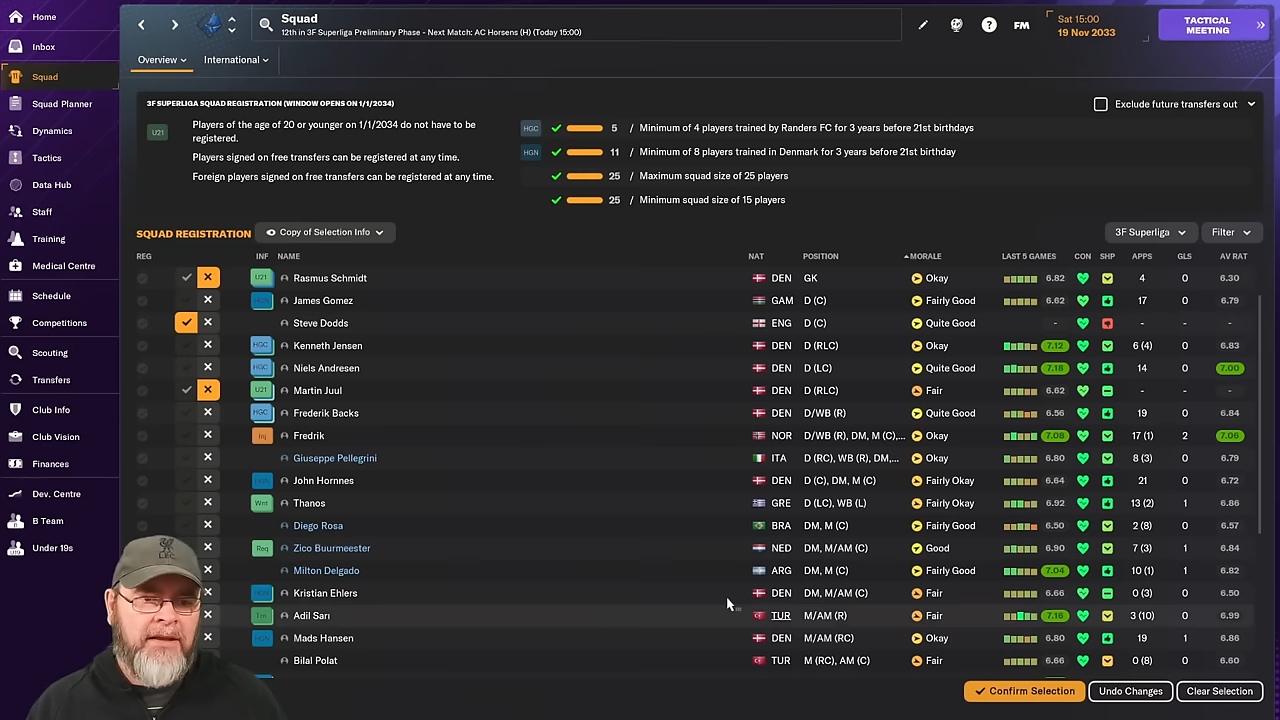 Home
Inbox
Squad
Squad Planner
Dynamics
Tactics
Data Hub
Staff
Training
Medical Centre
Schedule
Competitions
Scouting
Transfers
Club Info
Club Vision
Finances
Dev. Centre
B Team
Under 19s
Squad
12th in 3F Superliga Preliminary Phase - Next Match: AC Horsens (H) (Today 15:00)
FM
Sat 15:00
19 Nov 2033
TACTICAL MEETING
Overview
International
3F SUPERLIGA SQUAD REGISTRATION (WINDOW OPENS ON 1/1/2034)
Exclude future transfers out
U21 Players of the age of 20 or younger on 1/1/2034 do not have to be
registered.
Players signed on free transfers can be registered at any time.
Foreign players signed on free transfers can be registered at any time.
HGC 5 / Minimum of 4 players trained by Randers FC for 3 years before 21st birthdays
HGN 11 / Minimum of 8 players trained in Denmark for 3 years before 21st birthday
25 / Maximum squad size of 25 players
25 / Minimum squad size of 15 players
SQUAD REGISTRATION Copy of Selection Info 3F Superliga Filter
REG INF NAME NAT POSITION MORALE LAST 5 GAMES CON SHP APPS GLS AV RAT
U21 Rasmus Schmidt DEN GK Okay 6.82 4 0 6.30
HGN James Gomez GAM D (C) Fairly Good 6.62 17 0 6.79
Steve Dodds ENG D (C) Quite Good - - - -
HGC Kenneth Jensen DEN D (RLC) Okay 7.12 6 (4) 0 6.83
HGC Niels Andresen DEN D (LC) Quite Good 7.18 14 0 7.00
U21 Martin Juul DEN D (RLC) Fair 6.62 - - -
HGC Frederik Backs DEN D/WB (R) Quite Good 6.56 19 0 6.84
Inj Fredrik NOR D/WB (R), DM, M (C),... Okay 7.08 17 (1) 2 7.06
Giuseppe Pellegrini ITA D (RC), WB (R), DM,... Okay 6.80 8 (3) 0 6.79
HGN John Hornnes DEN D (C), DM, M (C) Fairly Okay 6.64 21 0 6.72
Wnt Thanos GRE D (LC), WB (L) Fairly Okay 6.92 13 (2) 1 6.86
Diego Rosa BRA DM, M (C) Fairly Good 6.50 2 (8) 0 6.57
Req Zico Buurmeester NED DM, M/AM (C) Good 6.90 7 (3) 1 6.84
Milton Delgado ARG DM, M (C) Fairly Good 7.04 10 (1) 1 6.82
HGN Kristian Ehlers DEN DM, M/AM (C) Fair 6.66 0 (3) 0 6.50
Trn Adil Sarı TUR M/AM (R) Fair 7.16 3 (10) 0 6.99
HGN Mads Hansen DEN M/AM (RC) Okay 6.80 19 1 6.86
Bilal Polat TUR M (RC), AM (C) Fair 6.66 0 (8) 0 6.60
Confirm Selection
Undo Changes
Clear Selection